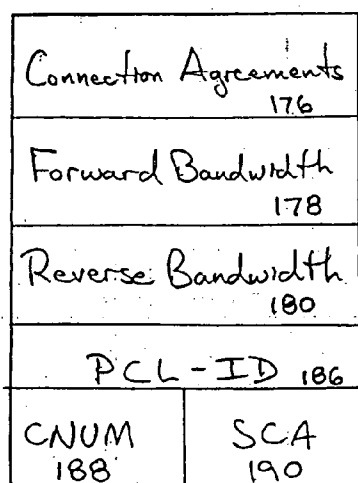 Connection Agreements
176
Forward Bandwidth
178
Reverse Bandwidth
180
PCL-ID 186
CNUM SCA
188 190